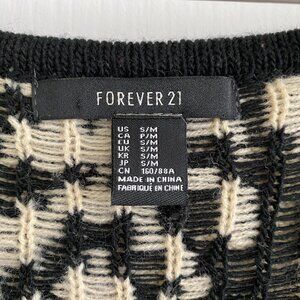 FOREVER 21
US S/M
CA P/M
EU S/M
UK S/M
KR S/M
JP S/M
CN 160/88A
MADE IN CHINA
FABRIQUÉ EN CHINE